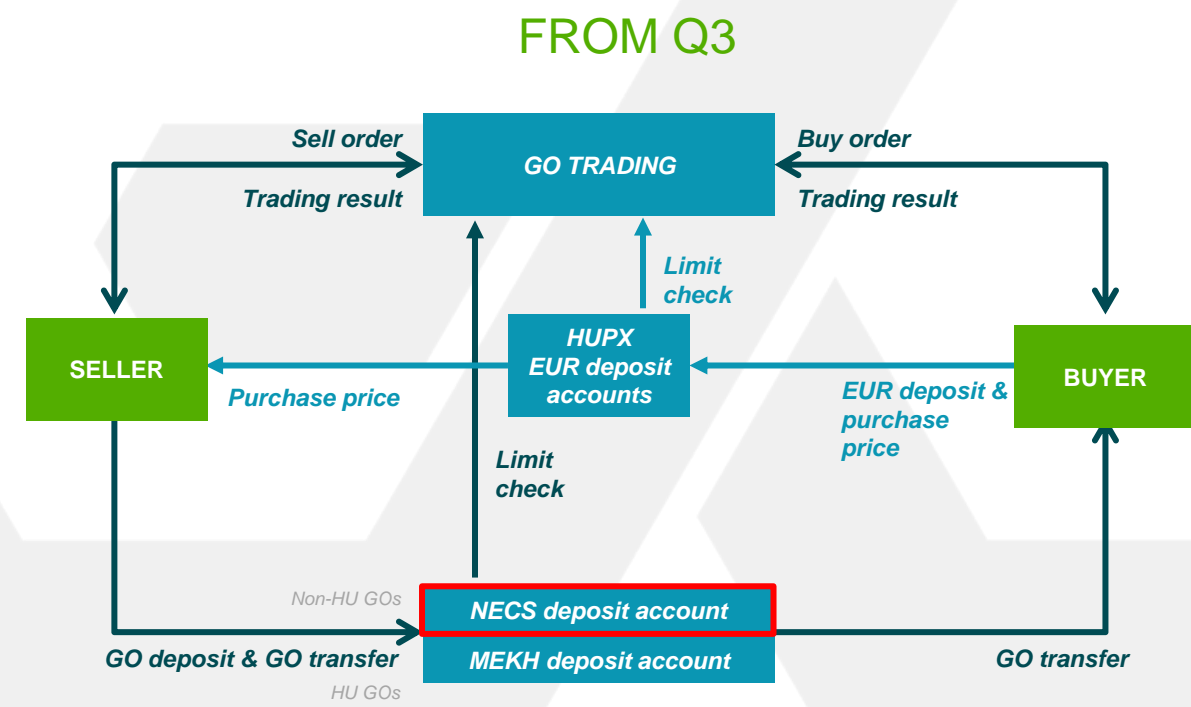 FROM Q3
Sell order
Trading result
GO TRADING
Buy order
Trading result
Limit
check
SELLER
HUPX
EUR deposit
accounts
BUYER
Purchase price
EUR deposit &
purchase
price
Limit
check
Non-HU GOs
NECS deposit account
GO deposit & GO transfer
MEKH deposit account
GO transfer
HU GOs